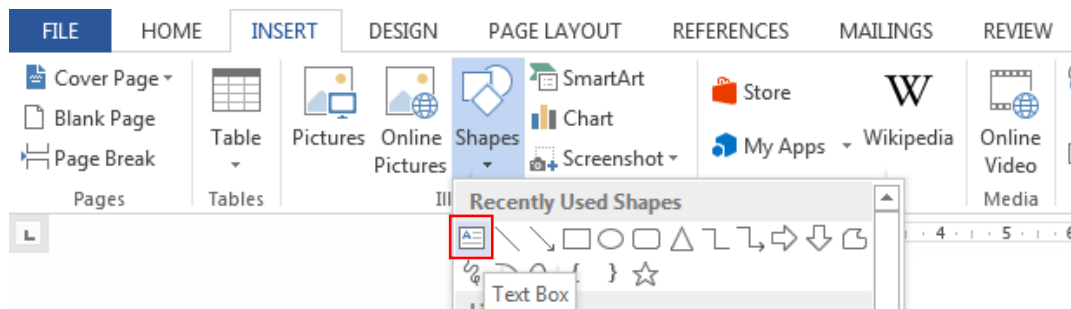 FILE HOME INSERT DESIGN PAGE LAYOUT REFERENCES MAILINGS REVIEW
Cover Page
Blank Page
Page Break
Pages
Table
Tables
Pictures
Online
Pictures
Shapes
SmartArt
Chart
Screenshot
Ill
Store
My Apps
W
Wikipedia
Online
Video
Media
Recently Used Shapes
L
A
4 5 6
{ }
Text Box